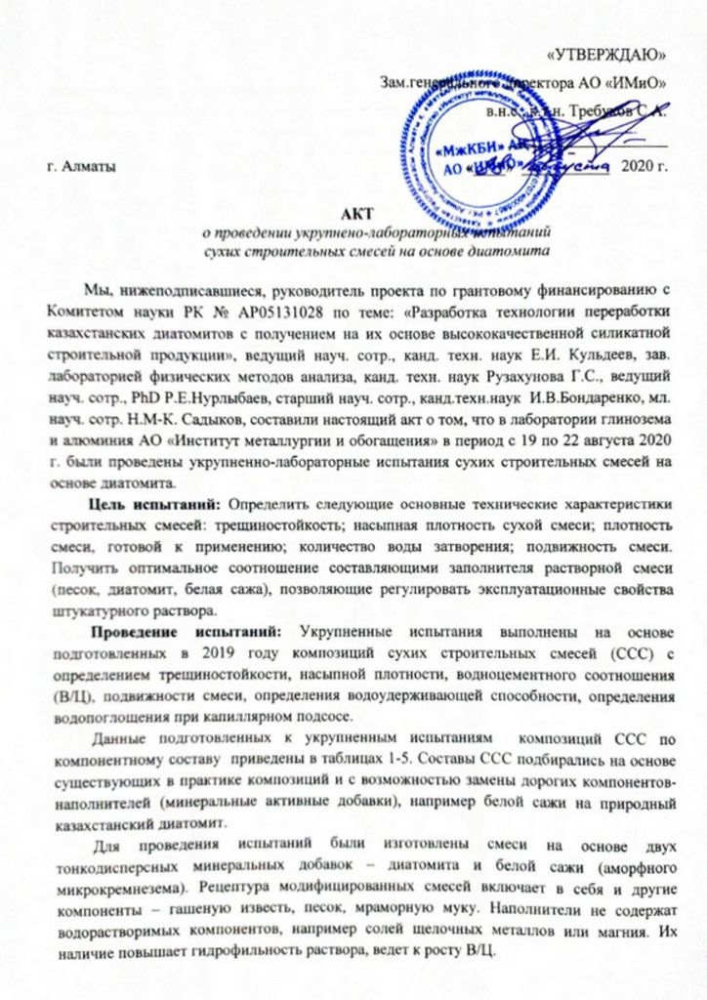 «УТВЕРЖДАЮ»
Зам.генерального директора АО «ИМиО»
в.н.с., к.т.н. Требухов С.А.
«МжКБИ» АҚ
АО «ИМиО»
г. Алматы
августа 2020 г.
АКТ
о проведении укрупнено-лабораторных испытаний
сухих строительных смесей на основе диатомита
Мы, нижеподписавшиеся, руководитель проекта по грантовому финансированию с
Комитетом науки РК № АР05131028 по теме: «Разработка технологии переработки
казахстанских диатомитов с получением на их основе высококачественной силикатной
строительной продукции», ведущий науч. сотр., канд. техн. наук Е.И. Кульдеев, зав.
лабораторией физических методов анализа, канд. техн. наук Рузахунова Г.С., ведущий
науч. сотр., PhD Р.Е.Нурлыбаев, старший науч. сотр., канд.техн.наук И.В.Бондаренко, мл.
науч. сотр. Н.М-К. Садыков, составили настоящий акт о том, что в лаборатории глинозема
и алюминия АО «Институт металлургии и обогащения» в период с 19 по 22 августа 2020
г. были проведены укрупненно-лабораторные испытания сухих строительных смесей на
основе диатомита.
Цель испытаний: Определить следующие основные технические характеристики
строительных смесей: трещиностойкость; насыпная плотность сухой смеси; плотность
смеси, готовой к применению; количество воды затворения; подвижность смеси.
Получить оптимальное соотношение составляющими заполнителя растворной смеси
(песок, диатомит, белая сажа), позволяющие регулировать эксплуатационные свойства
штукатурного раствора.
Проведение испытаний: Укрупненные испытания выполнены на основе
подготовленных в 2019 году композиций сухих строительных смесей (ССС) с
определением трещиностойкости, насыпной плотности, водноцементного соотношения
(В/Ц), подвижности смеси, определения водоудерживающей способности, определения
водопоглощения при капиллярном подсосе.
Данные подготовленных к укрупненным испытаниям композиций ССС по
компонентному составу приведены в таблицах 1-5. Составы ССС подбирались на основе
существующих в практике композиций и с возможностью замены дорогих компонентов-
наполнителей (минеральные активные добавки), например белой сажи на природный
казахстанский диатомит.
Для проведения испытаний были изготовлены смеси на основе двух
тонкодисперсных минеральных добавок – диатомита и белой сажи (аморфного
микрокремнезема). Рецептура модифицированных смесей включает в себя и другие
компоненты – гашеную известь, песок, мраморную муку. Наполнители не содержат
водорастворимых компонентов, например солей щелочных металлов или магния. Их
наличие повышает гидрофильность раствора, ведет к росту В/Ц.